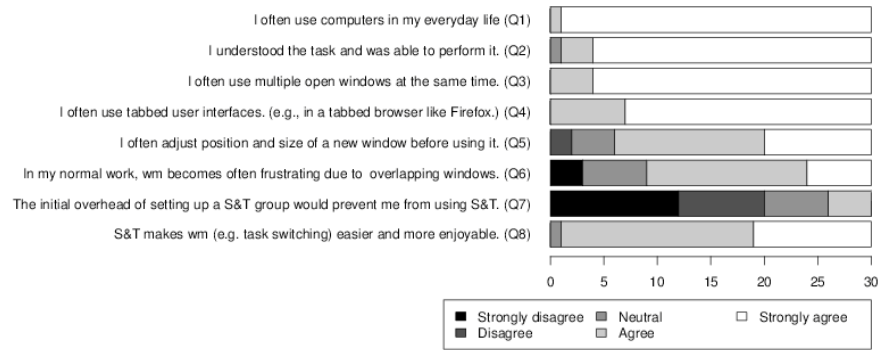 I often use computers in my everyday life (Q1)
I understood the task and was able to perform it. (Q2)
I often use multiple open windows at the same time. (Q3)
I often use tabbed user interfaces. (e.g., in a tabbed browser like Firefox.) (Q4)
I often adjust position and size of a new window before using it. (Q5)
In my normal work, wm becomes often frustrating due to overlapping windows. (Q6)
The initial overhead of setting up a S&T group would prevent me from using S&T. (Q7)
S&T makes wm (e.g. task switching) easier and more enjoyable. (Q8)
0 5 10 15 20 25 30
Strongly disagree Neutral Strongly agree
Disagree Agree